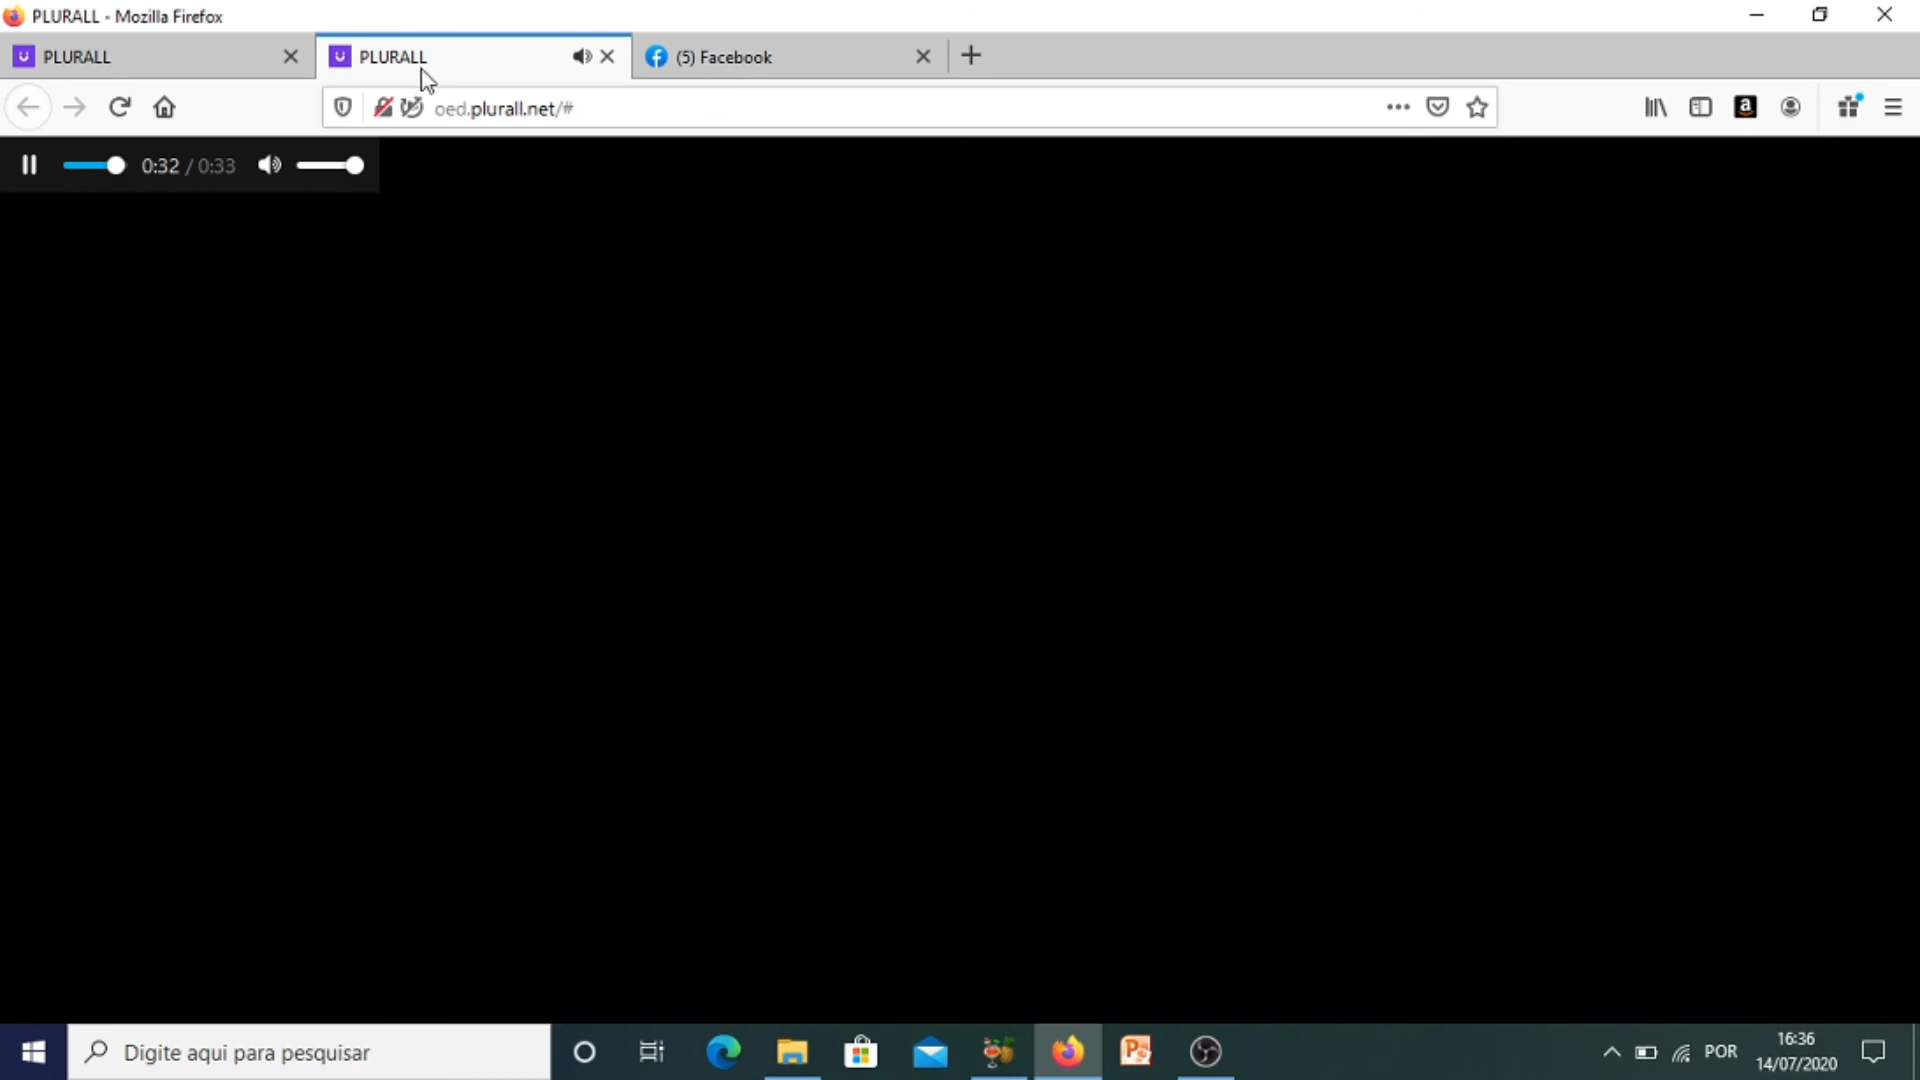 PLURALL - Mozilla Firefox
PLURALL
PLURALL
(5) Facebook
oed.plurall.net/#
0:32 / 0:33
Digite aqui para pesquisar
POR
16:36
14/07/2020